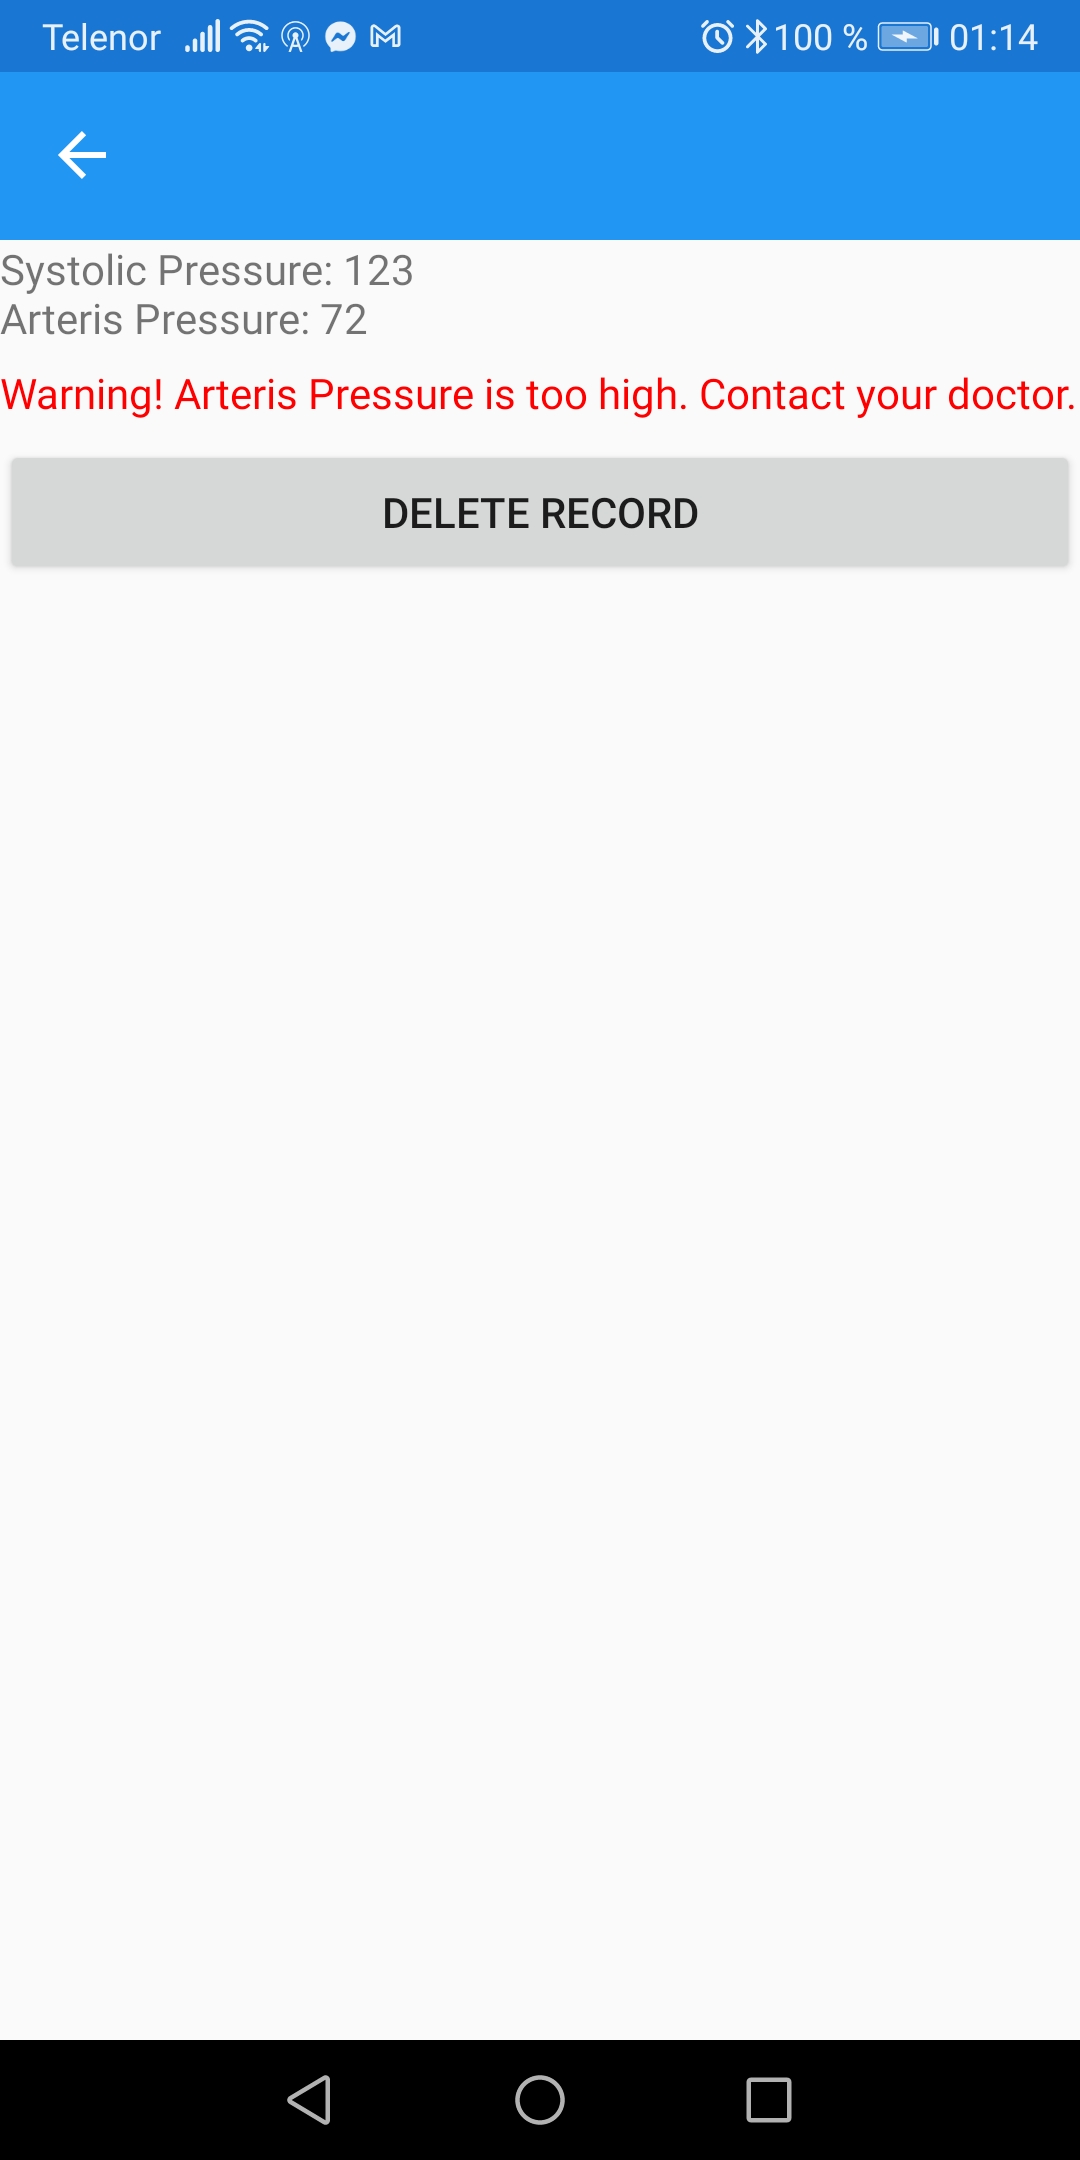 Telenor 100 % 01:14
Systolic Pressure: 123
Arteris Pressure: 72
Warning! Arteris Pressure is too high. Contact your doctor.
DELETE RECORD